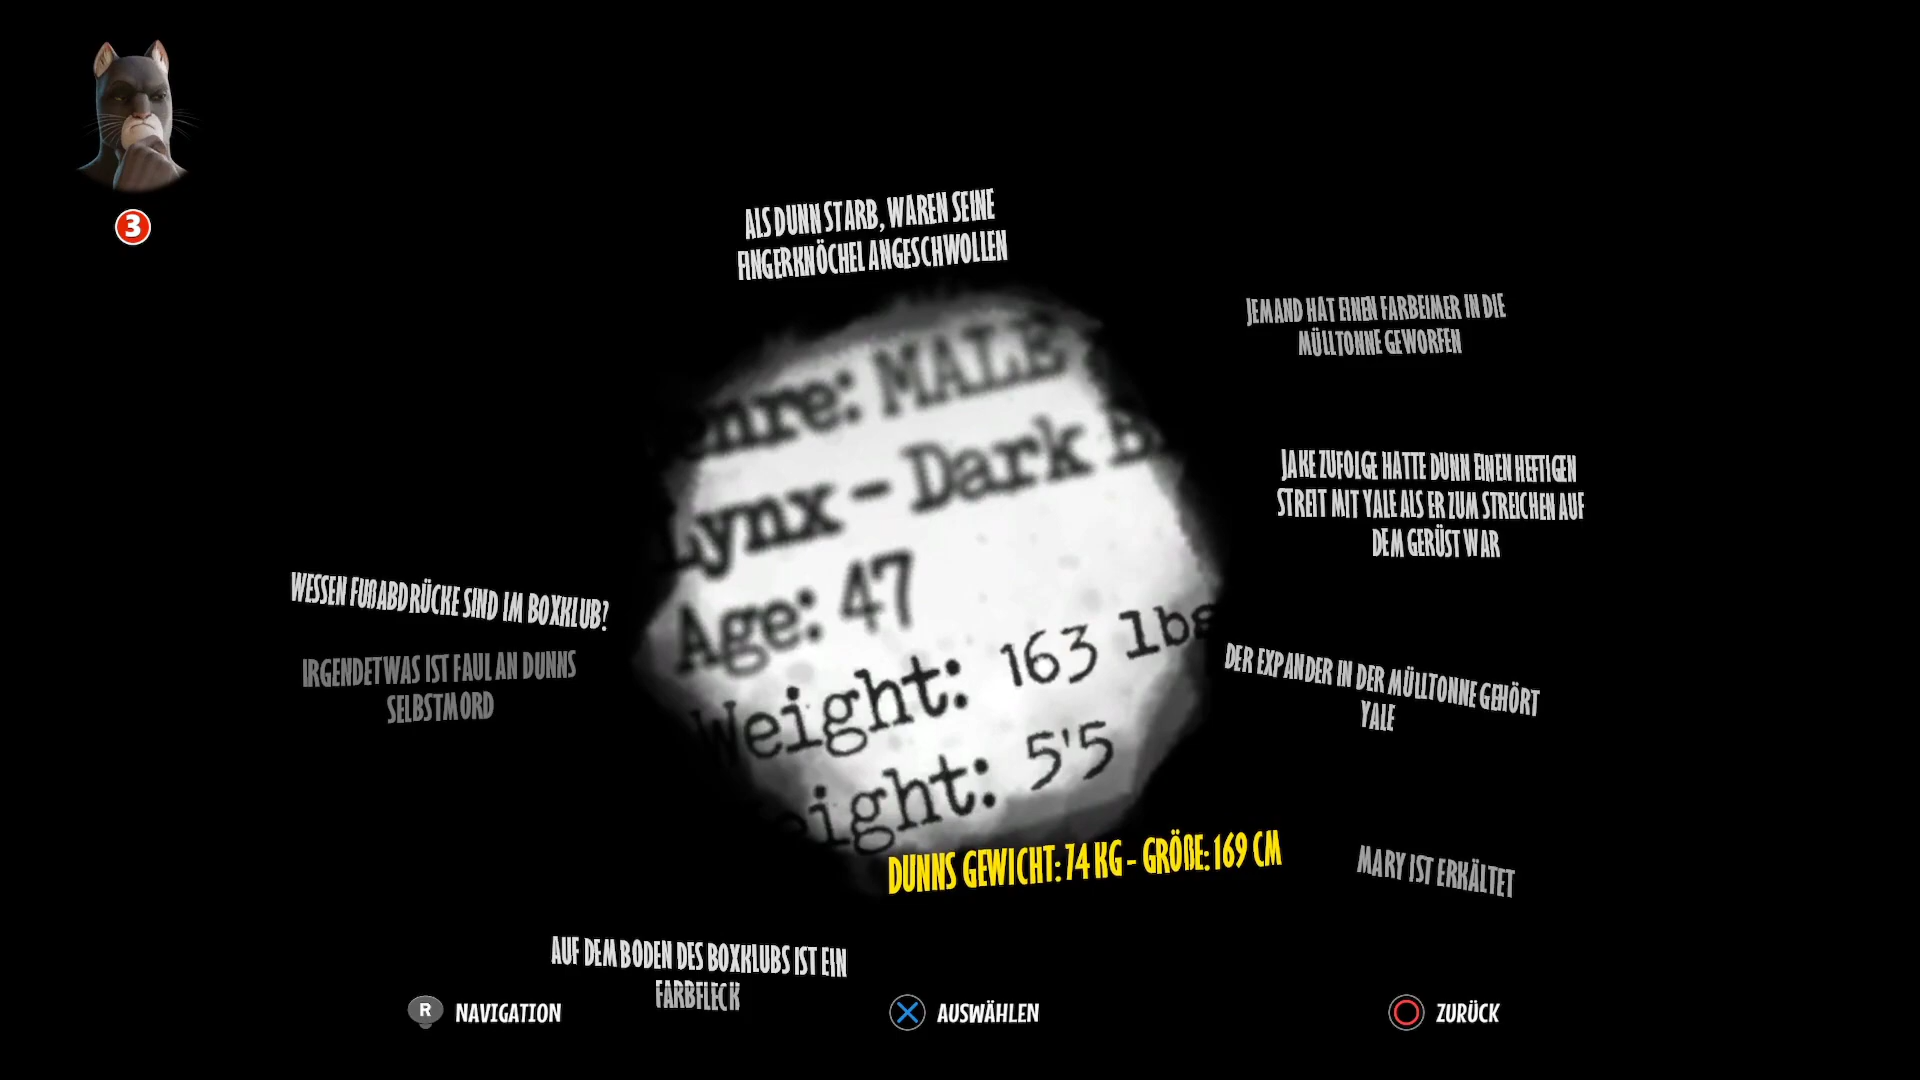 3
ALS DUNN STARB, WAREN SEINE
FINGERKNÖCHEL ANGESCHWOLLEN
JEMAND HAT EINEN FARBEIMER IN DIE
MÜLLTONNE GEWORFEN
enre: MALE
Lynx - Dark B
Age: 47
Weight: 163 lbs
eight: 5'5
JAKE ZUFOLGE HATTE DUNN EINEN HEFTIGEN
STREIT MIT YALE ALS ER ZUM STREICHEN AUF
DEM GERÜST WAR
WESSEN FUßABDRÜCKE SIND IM BOXKLUB?
IRGENDETWAS IST FAUL AN DUNNS
SELBSTMORD
DER EXPANDER IN DER MÜLLTONNE GEHÖRT
YALE
DUNNS GEWICHT: 74 KG - GRÖßE: 169 CM
MARY IST ERKÄLTET
AUF DEM BODEN DES BOXKLUBS IST EIN
FARBFLECK
R NAVIGATION
AUSWÄHLEN
ZURÜCK